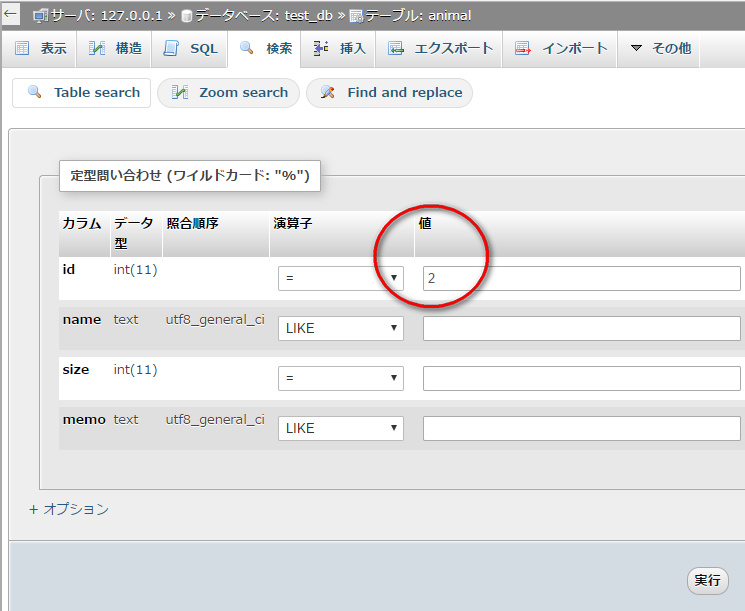 ← サーバ: 127.0.0.1 » データベース: test_db » テーブル: animal
表示 構造 SQL 検索 挿入 エクスポート インポート ▼ その他
Table search Zoom search Find and replace
定型問い合わせ (ワイルドカード: "%")
カラム データ型 照合順序 演算子 値
id int(11) = 2
name text utf8_general_ci LIKE
size int(11) =
memo text utf8_general_ci LIKE
+ オプション
実行